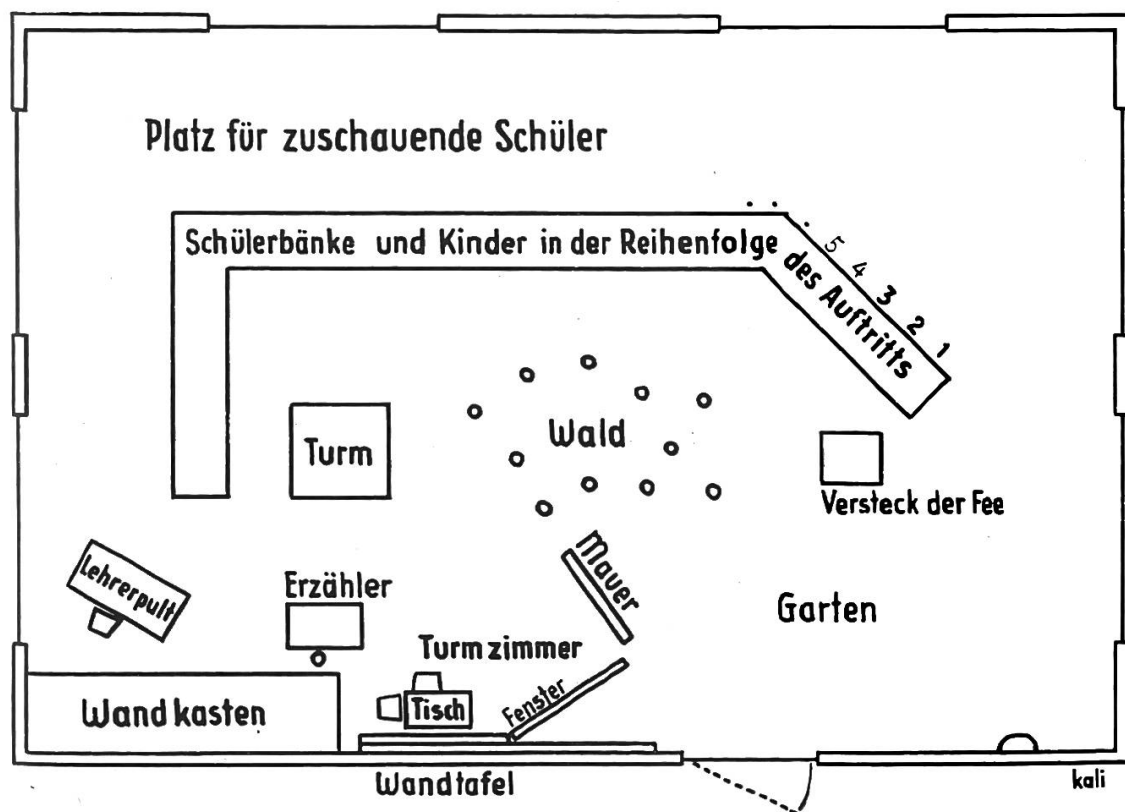 Platz für zuschauende Schüler
Schülerbänke und Kinder in der Reihenfolge des Auftritts
5 4 3 2 1
Wald
Turm
Versteck der Fee
Mauer
Lehrerpult
Erzähler
Garten
Turmzimmer
Fenster
Tisch
Wandkasten
Wandtafel
kali